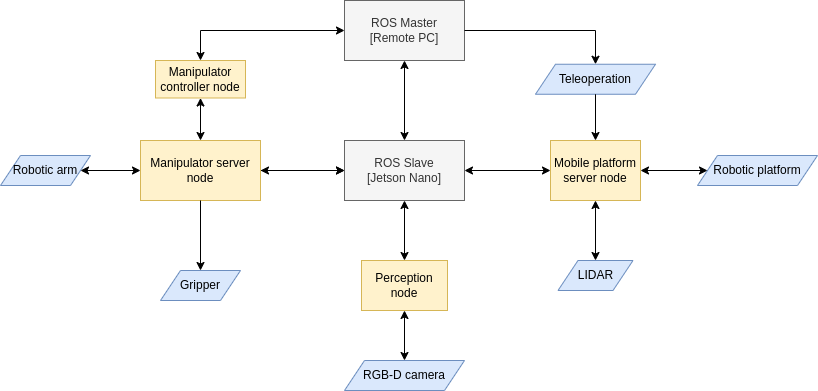 ROS Master
[Remote PC]
Manipulator
controller node
Teleoperation
Robotic arm
Manipulator server
node
ROS Slave
[Jetson Nano]
Mobile platform
server node
Robotic platform
Gripper
Perception
node
LIDAR
RGB-D camera